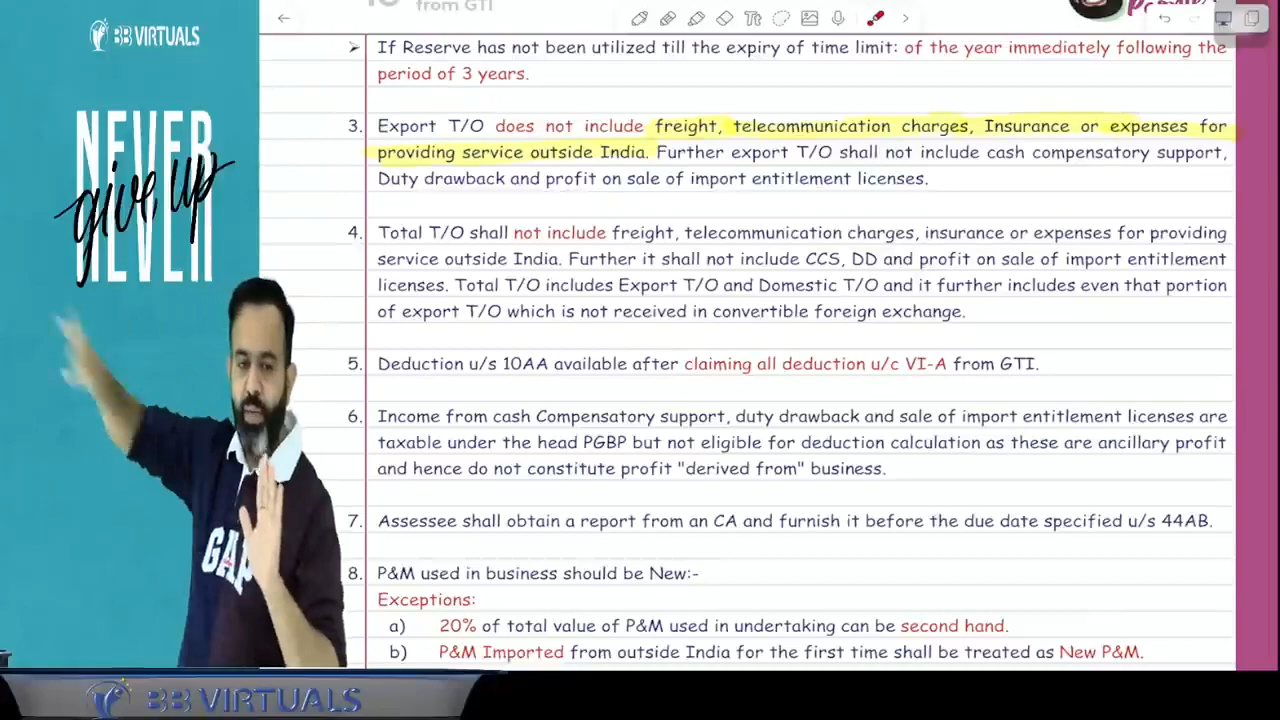 BB VIRTUALS
from GTI
➤ If Reserve has not been utilized till the expiry of time limit: of the year immediately following the
period of 3 years.
3. Export T/O does not include freight, telecommunication charges, Insurance or expenses for
providing service outside India. Further export T/O shall not include cash compensatory support,
Duty drawback and profit on sale of import entitlement licenses.
4. Total T/O shall not include freight, telecommunication charges, insurance or expenses for providing
service outside India. Further it shall not include CCS, DD and profit on sale of import entitlement
licenses. Total T/O includes Export T/O and Domestic T/O and it further includes even that portion
of export T/O which is not received in convertible foreign exchange.
5. Deduction u/s 10AA available after claiming all deduction u/c VI-A from GTI.
6. Income from cash Compensatory support, duty drawback and sale of import entitlement licenses are
taxable under the head PGBP but not eligible for deduction calculation as these are ancillary profit
and hence do not constitute profit "derived from" business.
7. Assessee shall obtain a report from an CA and furnish it before the due date specified u/s 44AB.
8. P&M used in business should be New:-
Exceptions:
a) 20% of total value of P&M used in undertaking can be second hand.
b) P&M Imported from outside India for the first time shall be treated as New P&M.
NEVER
give up
NEVER
GAP
BB VIRTUALS